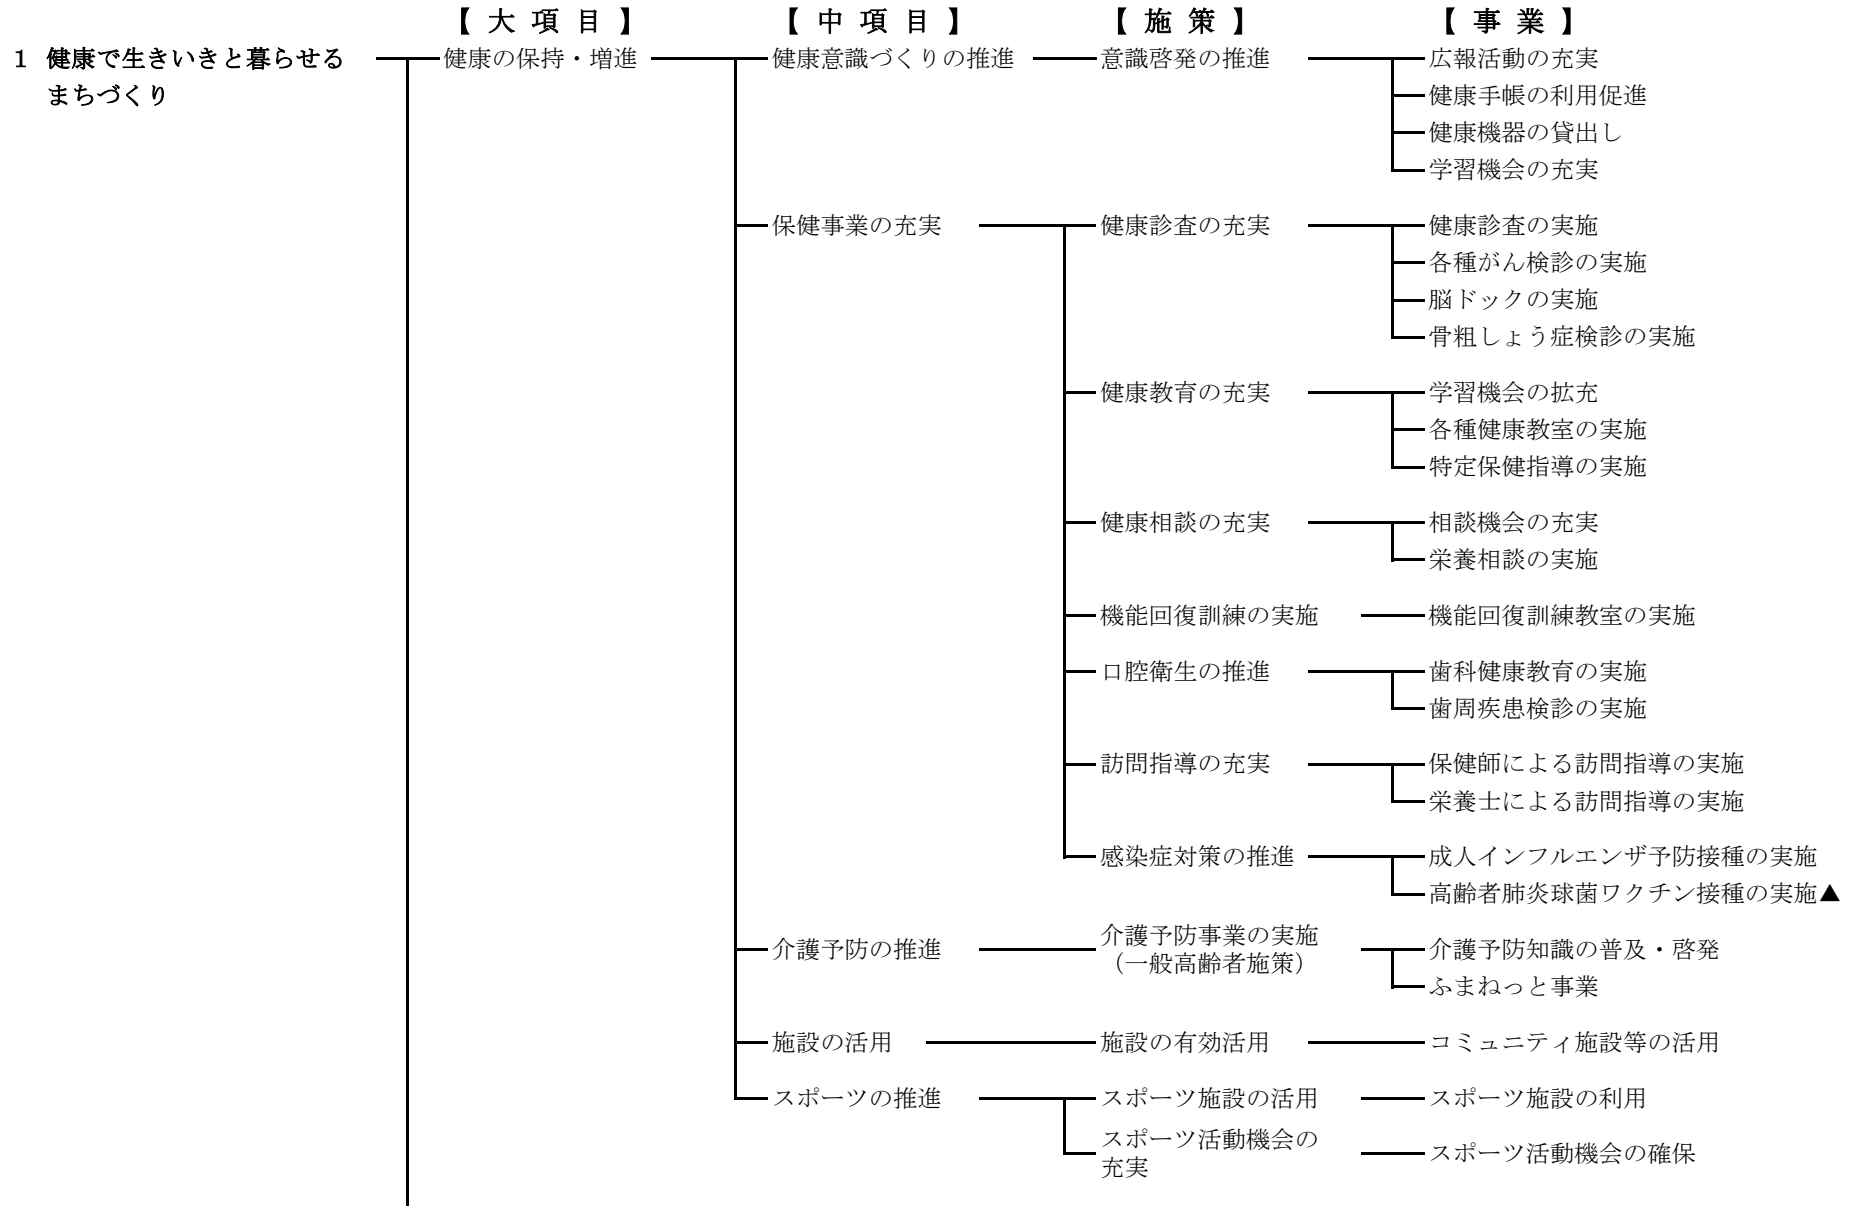 【 大 項 目 】 【 中 項 目 】 【 施 策 】 【 事 業 】
1 健康で生きいきと暮らせる 健康の保持・増進 健康意識づくりの推進 意識啓発の推進 広報活動の充実
まちづくり 健康手帳の利用促進
健康機器の貸出し
学習機会の充実
保健事業の充実 健康診査の充実 健康診査の実施
各種がん検診の実施
脳ドックの実施
骨粗しょう症検診の実施
健康教育の充実 学習機会の拡充
各種健康教室の実施
特定保健指導の実施
健康相談の充実 相談機会の充実
栄養相談の実施
機能回復訓練の実施 機能回復訓練教室の実施
口腔衛生の推進 歯科健康教育の実施
歯周疾患検診の実施
訪問指導の充実 保健師による訪問指導の実施
栄養士による訪問指導の実施
感染症対策の推進 成人インフルエンザ予防接種の実施
高齢者肺炎球菌ワクチン接種の実施▲
介護予防の推進 介護予防事業の実施 介護予防知識の普及・啓発
（一般高齢者施策）
ふまねっと事業
施設の活用 施設の有効活用 コミュニティ施設等の活用
スポーツの推進 スポーツ施設の活用 スポーツ施設の利用
スポーツ活動機会の スポーツ活動機会の確保
充実